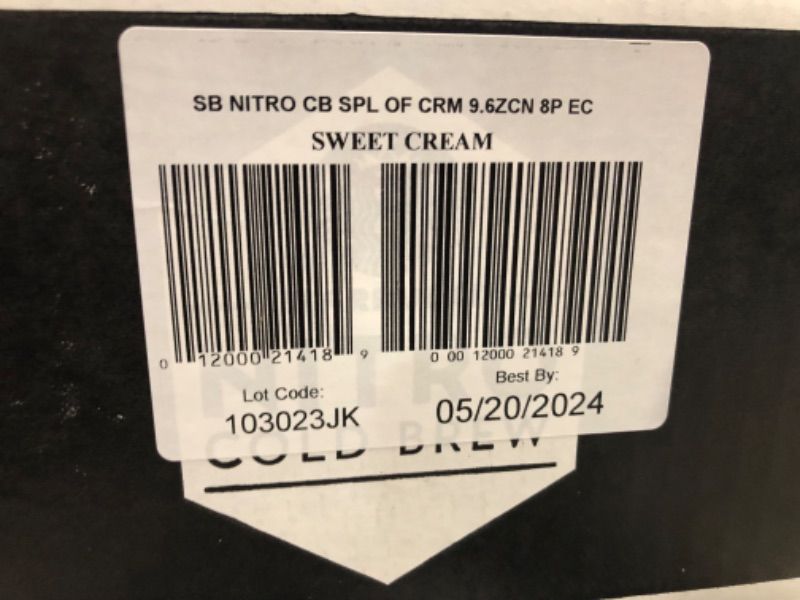 SB NITRO CB SPL OF CRM 9.6ZCN 8P EC
SWEET CREAM
0 12000 21418 9
0 00 12000 21418 9
Lot Code:
103023JK
Best By:
05/20/2024
NITRO
COLD BREW